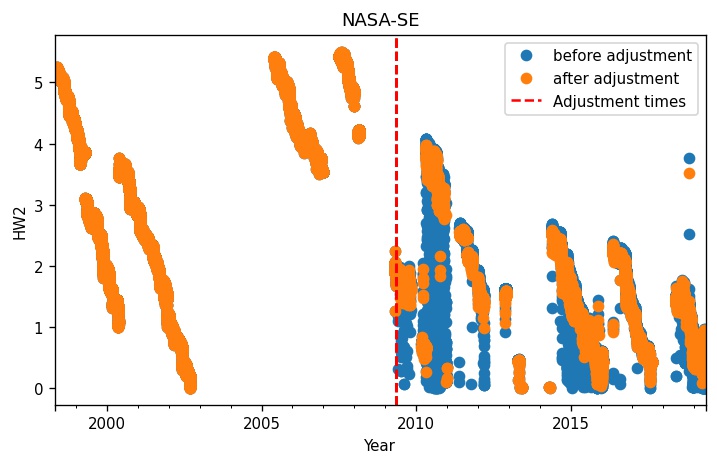 NASA-SE
before adjustment
after adjustment
Adjustment times
HW2
5
4
3
2
1
0
2000 2005 2010 2015
Year